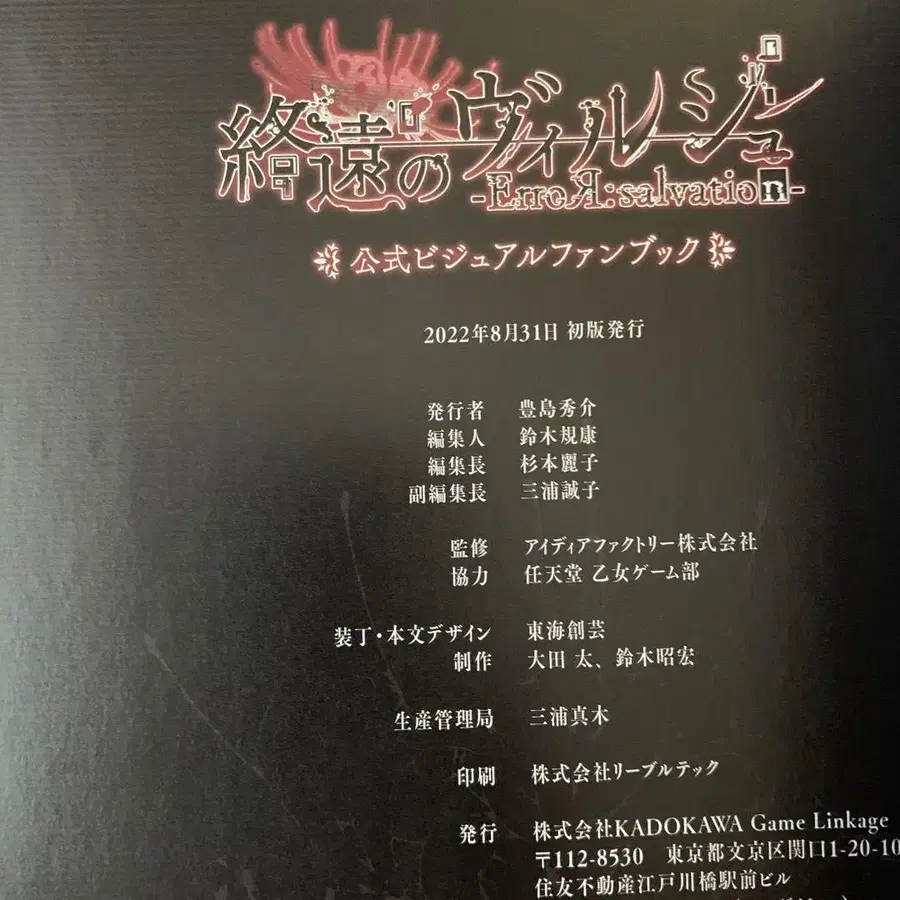 終遠のヴィルシュ
-ErroR:salvation-
公式ビジュアルファンブック
2022年8月31日 初版発行
発行者 豊島秀介
編集人 鈴木規康
編集長 杉本麗子
副編集長 三浦誠子
監修 アイディアファクトリー株式会社
協力 任天堂 乙女ゲーム部
装丁・本文デザイン 東海創芸
制作 大田 太、鈴木昭宏
生産管理局 三浦真木
印刷 株式会社リーブルテック
発行 株式会社KADOKAWA Game Linkage
〒112-8530 東京都文京区関口1-20-10
住友不動産江戸川橋駅前ビル